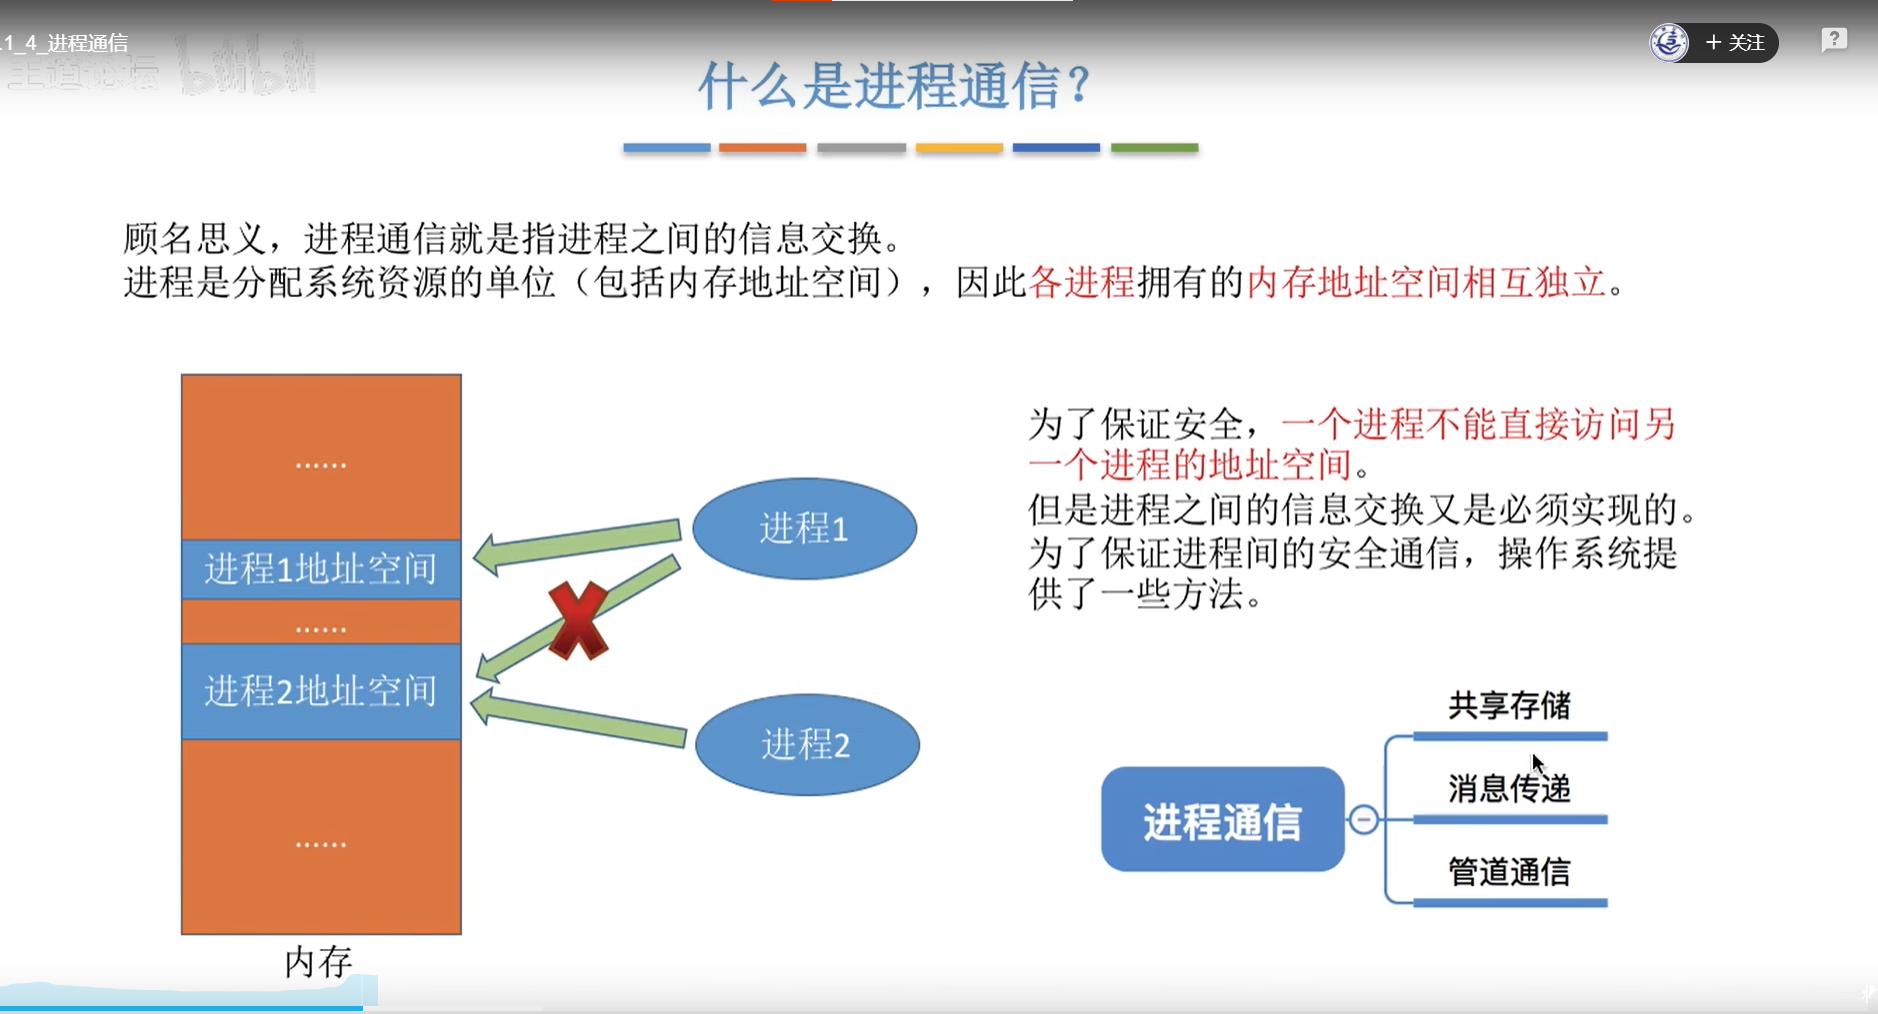 .1_4_进程通信
王道论坛 bilibili
+ 关注
?
什么是进程通信？
顾名思义，进程通信就是指进程之间的信息交换。
进程是分配系统资源的单位（包括内存地址空间），因此各进程拥有的内存地址空间相互独立。
......
进程1地址空间
......
进程2地址空间
......
内存
进程1
进程2
为了保证安全，一个进程不能直接访问另
一个进程的地址空间。
但是进程之间的信息交换又是必须实现的。
为了保证进程间的安全通信，操作系统提
供了一些方法。
进程通信
共享存储
消息传递
管道通信